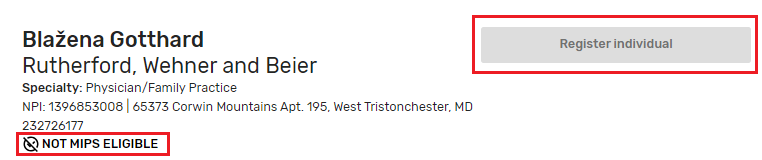 Blažena Gotthard
Register individual
Rutherford, Wehner and Beier
Specialty: Physician/Family Practice
NPI: 1396853008 | 65373 Corwin Mountains Apt. 195, West Tristonchester, MD
232726177
NOT MIPS ELIGIBLE